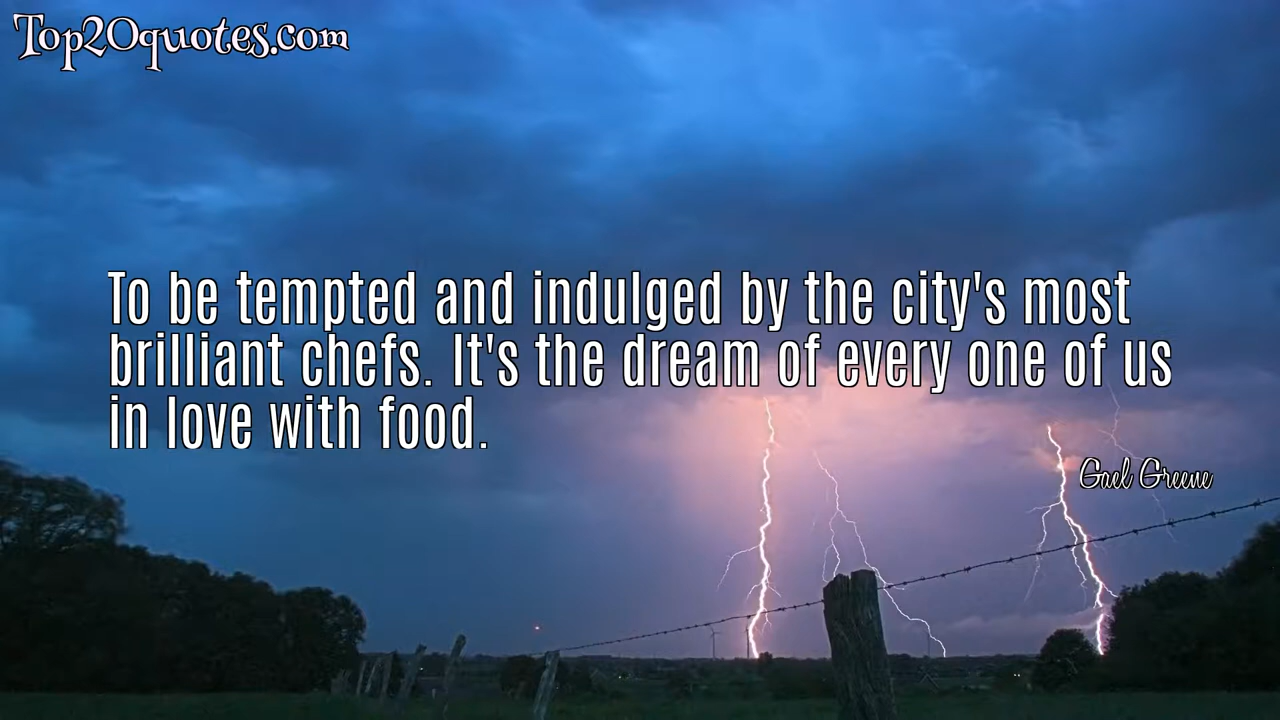 Top20quotes.com
To be tempted and indulged by the city's most
brilliant chefs. It's the dream of every one of us
in love with food.
Gael Greene